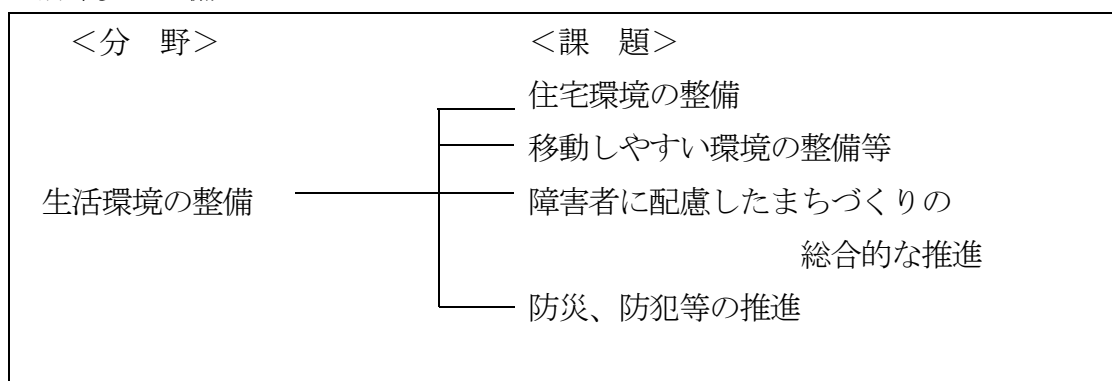 ＜分　野＞　　　　　　　　　　＜課　題＞
住宅環境の整備
移動しやすい環境の整備等
生活環境の整備　　　　　　　　障害者に配慮したまちづくりの
総合的な推進
防災、防犯等の推進